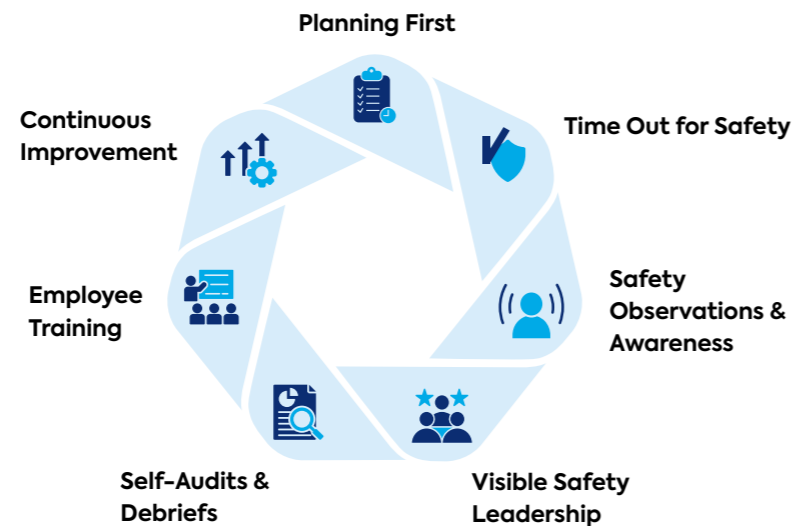 Planning First
Time Out for Safety
Safety
Observations &
Awareness
Visible Safety
Leadership
Self-Audits &
Debriefs
Employee
Training
Continuous
Improvement